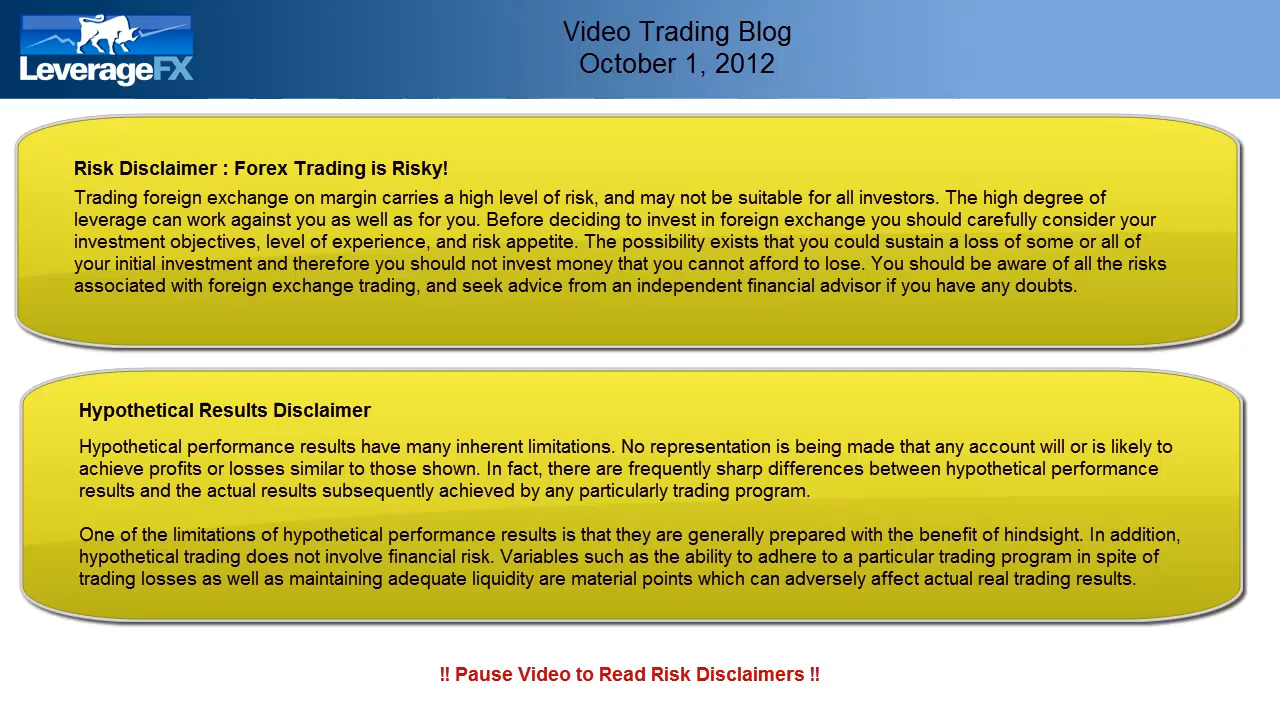 LeverageFX
Video Trading Blog
October 1, 2012
Risk Disclaimer : Forex Trading is Risky!
Trading foreign exchange on margin carries a high level of risk, and may not be suitable for all investors. The high degree of
leverage can work against you as well as for you. Before deciding to invest in foreign exchange you should carefully consider your
investment objectives, level of experience, and risk appetite. The possibility exists that you could sustain a loss of some or all of
your initial investment and therefore you should not invest money that you cannot afford to lose. You should be aware of all the risks
associated with foreign exchange trading, and seek advice from an independent financial advisor if you have any doubts.
Hypothetical Results Disclaimer
Hypothetical performance results have many inherent limitations. No representation is being made that any account will or is likely to
achieve profits or losses similar to those shown. In fact, there are frequently sharp differences between hypothetical performance
results and the actual results subsequently achieved by any particularly trading program.
One of the limitations of hypothetical performance results is that they are generally prepared with the benefit of hindsight. In addition,
hypothetical trading does not involve financial risk. Variables such as the ability to adhere to a particular trading program in spite of
trading losses as well as maintaining adequate liquidity are material points which can adversely affect actual real trading results.
!! Pause Video to Read Risk Disclaimers !!